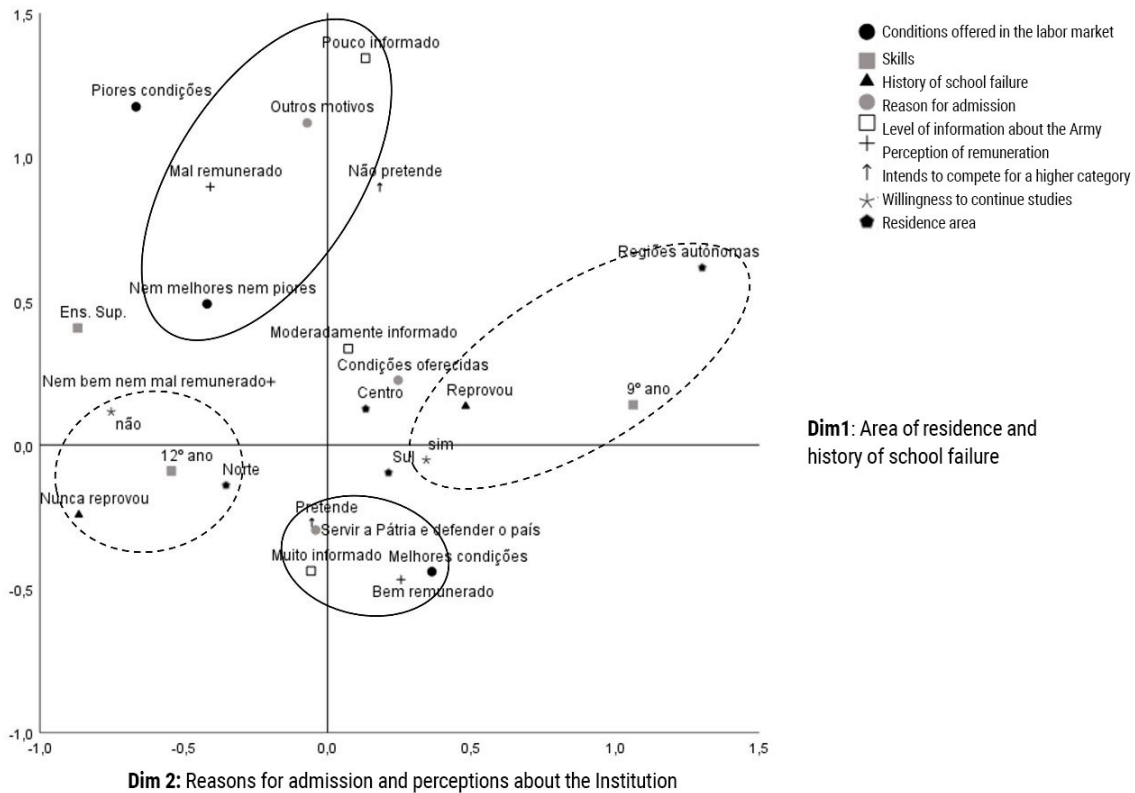 1,5
Pouco informado
Piores condições
Outros motivos
1,0
Mal remunerado
Não pretende
Regiões autônomas
0,5
Nem melhores nem piores
Ens. Sup.
Moderadamente informado
Condições oferecidas
Nem bem nem mal remunerado
Centro
Reprovou
9º ano
não
0,0
sim
12º ano
Norte
Sul
Nunca reprovou
Pretende
Servir a Pátria e defender o país
Muito informado
Melhores condições
-0,5
Bem remunerado
-1,0
-1,0
-0,5
0,0
0,5
1,0
1,5
Dim 2: Reasons for admission and perceptions about the Institution
Conditions offered in the labor market
Skills
History of school failure
Reason for admission
Level of information about the Army
Perception of remuneration
Intends to compete for a higher category
Willingness to continue studies
Residence area
Dim1: Area of residence and
history of school failure